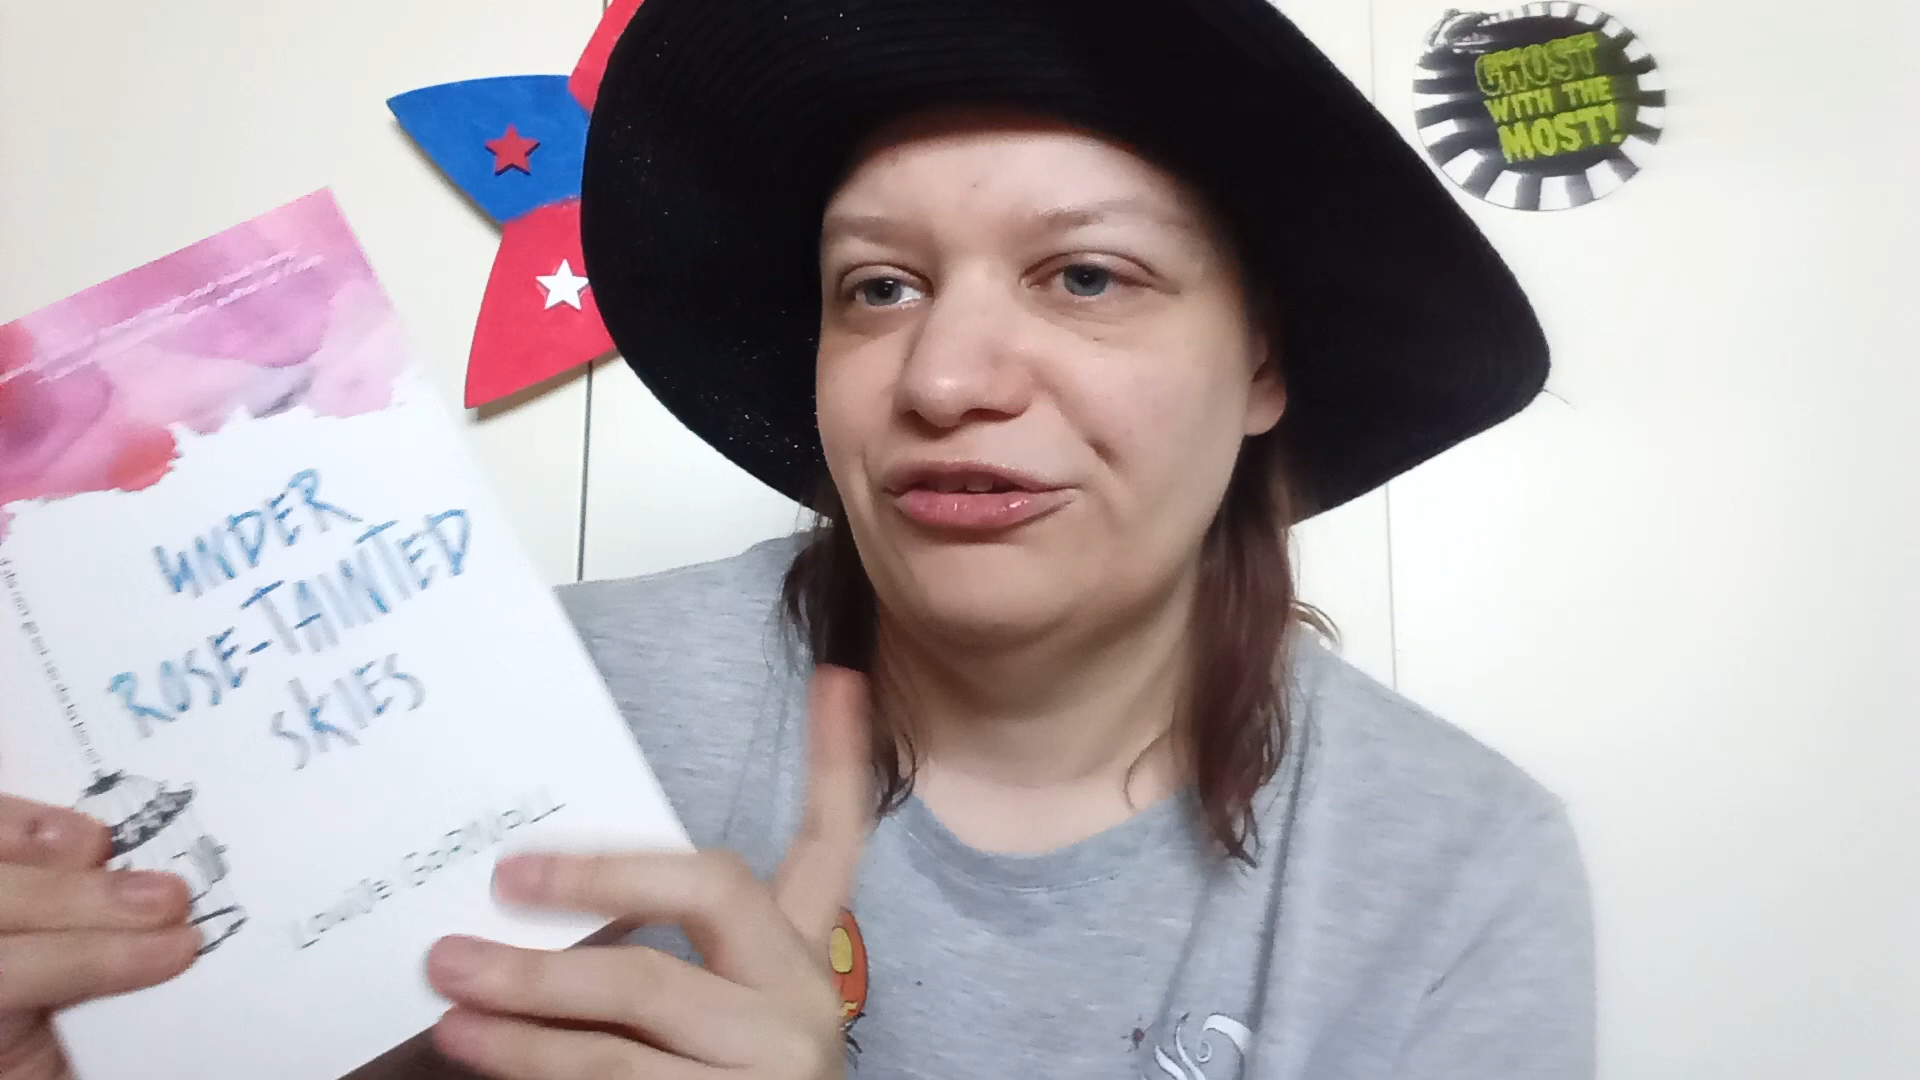 UNDER
ROSE-TAINTED
SKIES
LOUISE GORNALL
GHOST
WITH THE
MOST!